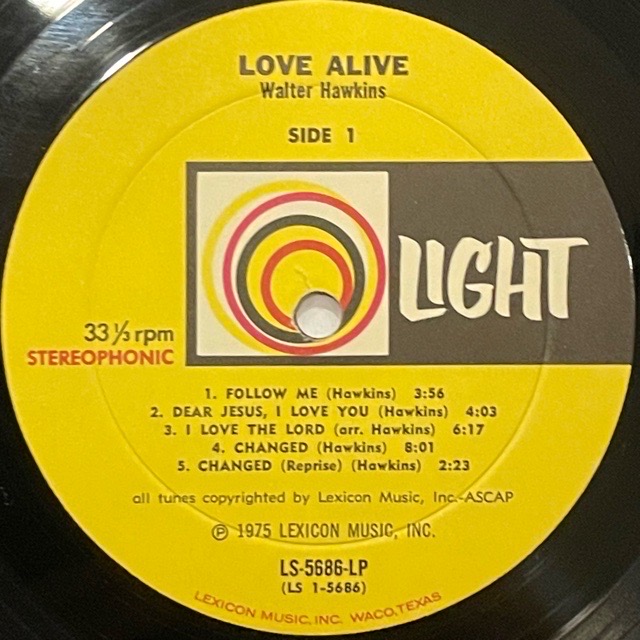 LOVE ALIVE
Walter Hawkins
SIDE 1
LIGHT
33⅓ rpm
STEREOPHONIC
1. FOLLOW ME (Hawkins) 3:56
2. DEAR JESUS, I LOVE YOU (Hawkins) 4:03
3. I LOVE THE LORD (arr. Hawkins) 6:17
4. CHANGED (Hawkins) 8:01
5. CHANGED (Reprise) (Hawkins) 2:23
all tunes copyrighted by Lexicon Music, Inc.-ASCAP
℗ 1975 LEXICON MUSIC, INC.
LS-5686-LP
(LS 1-5686)
LEXICON MUSIC, INC. WACO, TEXAS